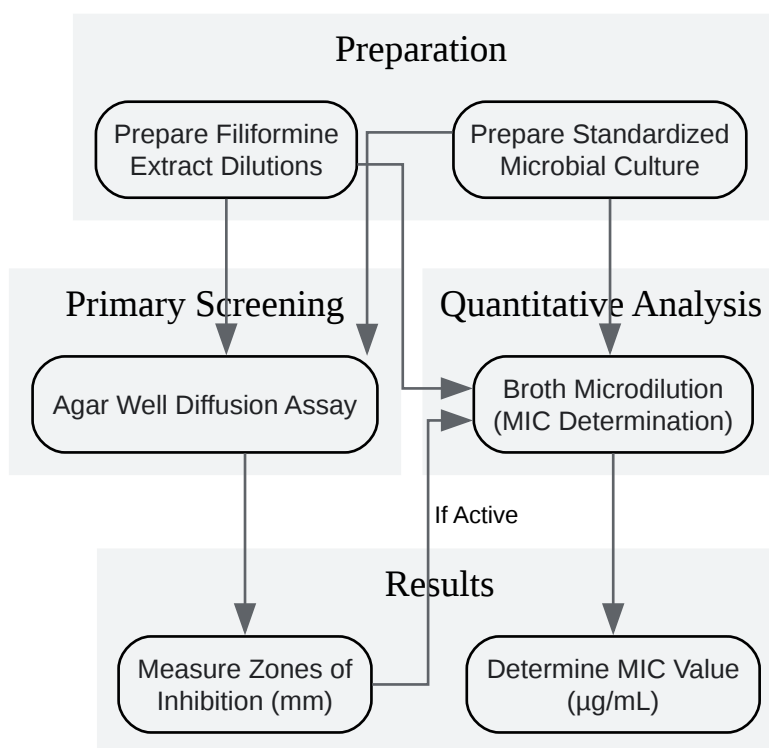 Preparation
Prepare Filiformine
Extract Dilutions
Prepare Standardized
Microbial Culture
Primary Screening
Quantitative Analysis
Agar Well Diffusion Assay
Broth Microdilution
(MIC Determination)
If Active
Results
Measure Zones of
Inhibition (mm)
Determine MIC Value
(µg/mL)